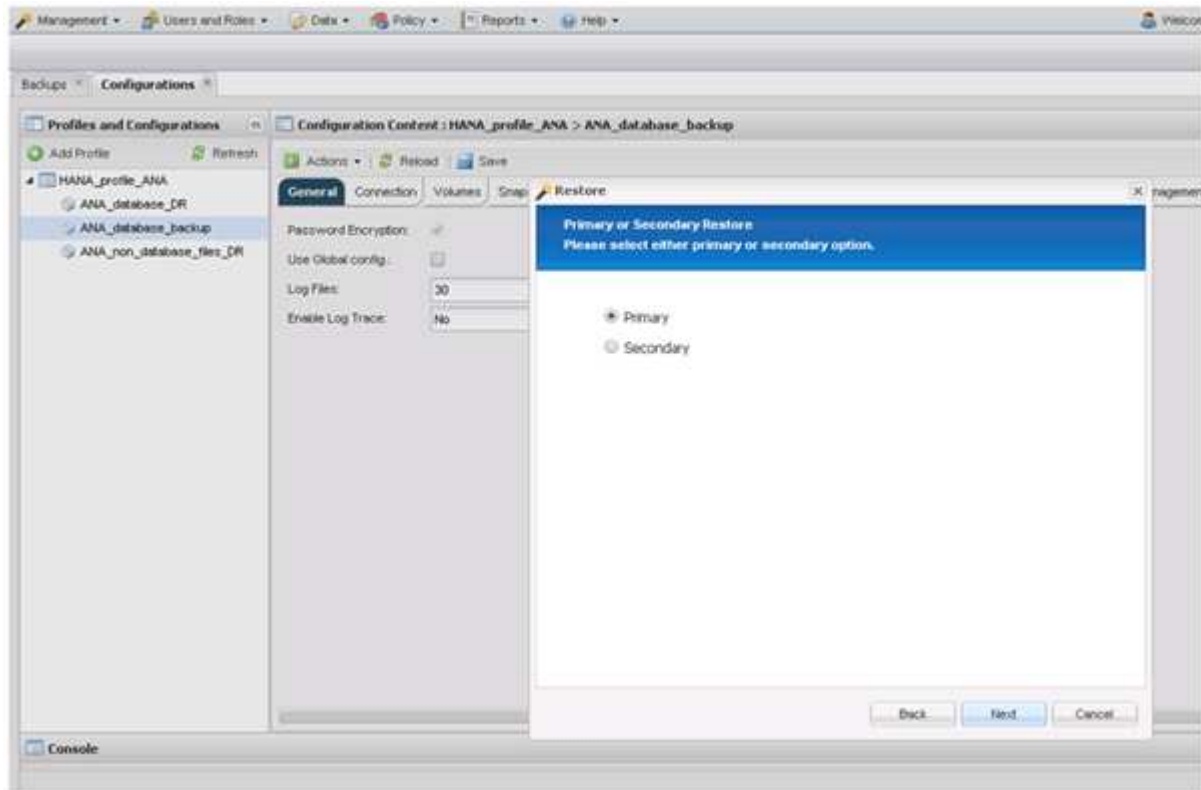 Management Users and Roles Data Policy Reports Help
Backups Configurations
Profiles and Configurations
Add Profile Refresh
HANA_profile_ANA
ANA_database_DR
ANA_database_backup
ANA_non_database_files_DR
Configuration Content : HANA_profile_ANA > ANA_database_backup
Actions Reload Save
General Connection Volumes Snap
Password Encryption:
Use Global config.:
Log Files: 30
Enable Log Trace: No
Restore
Primary or Secondary Restore
Please select either primary or secondary option.
Primary
Secondary
Back Next Cancel
Console